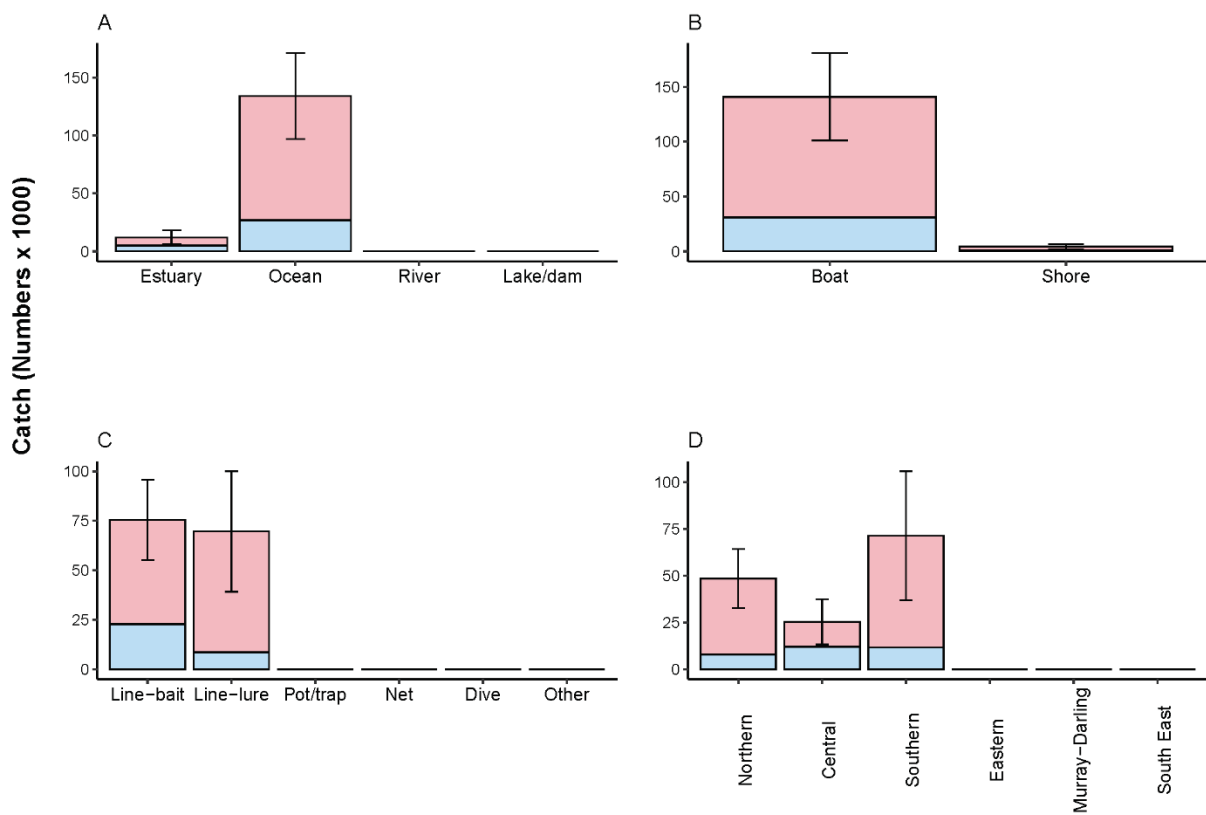 Catch (Numbers x 1000)
A
150
100
50
0
Estuary Ocean River Lake/dam
B
150
100
50
0
Boat Shore
C
100
75
50
25
0
Line−bait Line−lure Pot/trap Net Dive Other
D
100
75
50
25
0
Northern
Central
Southern
Eastern
Murray−Darling
South East